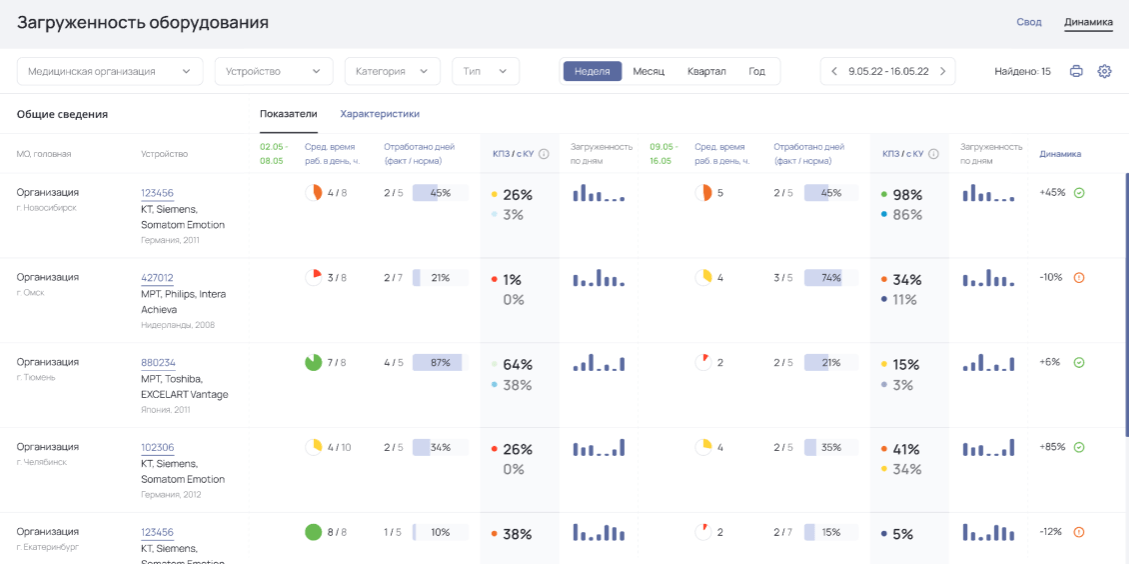 Загруженность оборудования
Свод Динамика
Медицинская организация Устройство Категория Тип Неделя Месяц Квартал Год 9.05.22 - 16.05.22 Найдено: 15
Общие сведения Показатели Характеристики
МО, головная Устройство 02.05 - Сред. время Отработано дней КПЗ / с КУ Загруженность 09.05 - Сред. время Отработано дней КПЗ / с КУ Загруженность Динамика
08.05 раб. в день, ч. (факт / норма) по дням 16.05 раб. в день, ч. (факт / норма) по дням
Организация 123456 4 / 8 2 / 5 45% 26% 5 2 / 5 45% 98% +45%
г. Новосибирск КТ, Siemens, 3% 86%
Somatom Emotion
Германия, 2011
Организация 427012 3 / 8 2 / 7 21% 1% 4 3 / 5 74% 34% -10%
г. Омск МРТ, Philips, Intera 0% 11%
Achieva
Нидерланды, 2008
Организация 880234 7 / 8 4 / 5 87% 64% 2 2 / 5 21% 15% +6%
г. Тюмень МРТ, Toshiba, 38% 3%
EXCELART Vantage
Япония, 2011
Организация 102306 4 / 10 2 / 5 34% 26% 4 2 / 5 35% 41% +85%
г. Челябинск КТ, Siemens, 0% 34%
Somatom Emotion
Германия, 2012
Организация 123456 8 / 8 1 / 5 10% 38% 2 2 / 7 15% 5% -12%
г. Екатеринбург КТ, Siemens,
Somatom Emotion